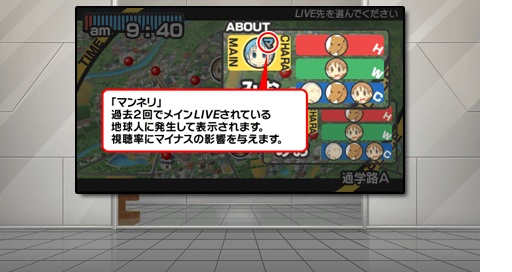 LIVE先を選んでください
TIME
am 9:40
ABOUT
MAIN
CHARA
H
W
C
「マンネリ」
過去2回でメインLIVEされている
地球人に発生して表示されます。
視聴率にマイナスの影響を与えます。
CHARA
H
W
C
通学路A